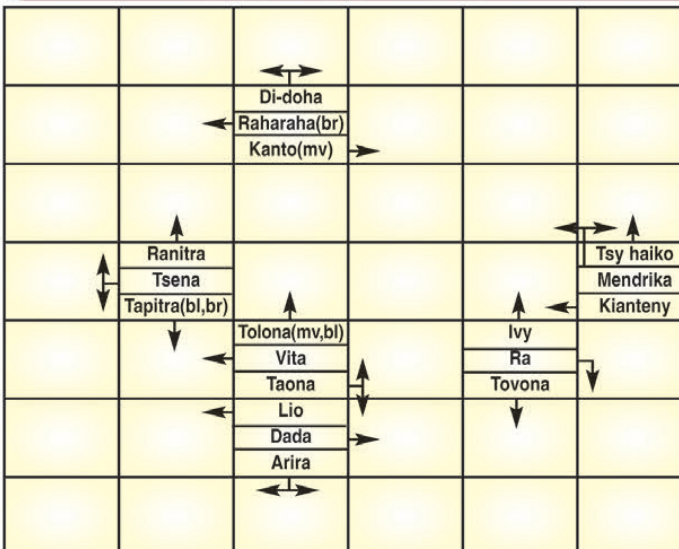 Di-doha
Raharaha(br)
Kanto(mv)
Ranitra
Tsena
Tapitra(bl,br)
Tsy haiko
Mendrika
Kianteny
Tolona(mv,bl)
Vita
Taona
Ivy
Ra
Tovona
Lio
Dada
Arira